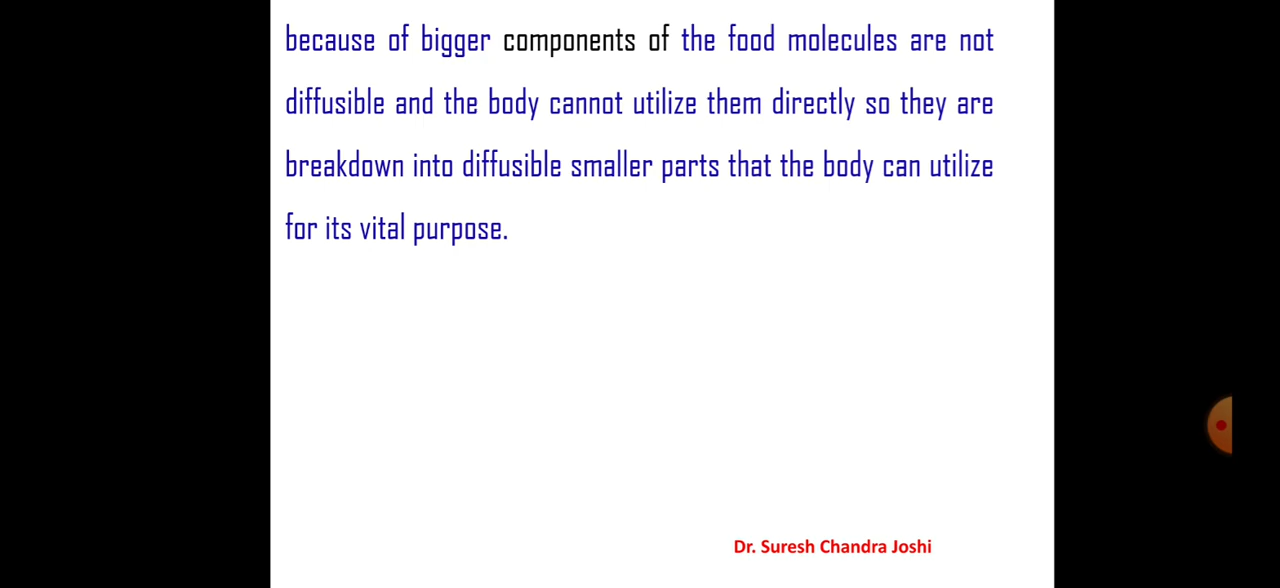 because of bigger components of the food molecules are not
diffusible and the body cannot utilize them directly so they are
breakdown into diffusible smaller parts that the body can utilize
for its vital purpose.
Dr. Suresh Chandra Joshi